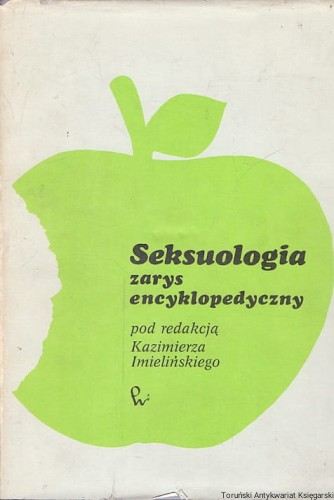 Seksuologia
zarys
encyklopedyczny
pod redakcją
Kazimierza
Imielińskiego
Toruński Antykwariat Księgarski